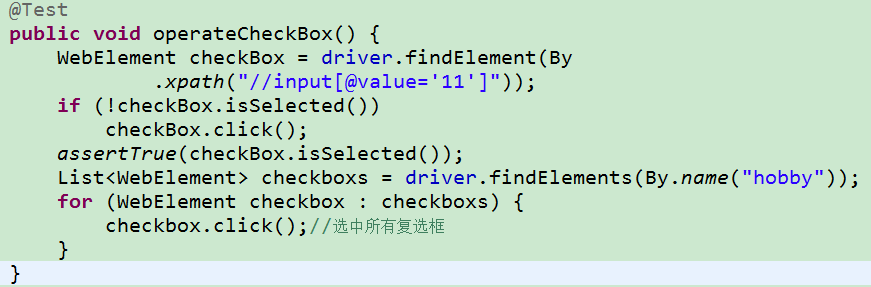 @Test
public void operateCheckBox() {
    WebElement checkBox = driver.findElement(By
            .xpath("//input[@value='11']"));
    if (!checkBox.isSelected())
        checkBox.click();
    assertTrue(checkBox.isSelected());
    List<WebElement> checkboxs = driver.findElements(By.name("hobby"));
    for (WebElement checkbox : checkboxs) {
        checkbox.click();//选中所有复选框
    }
}